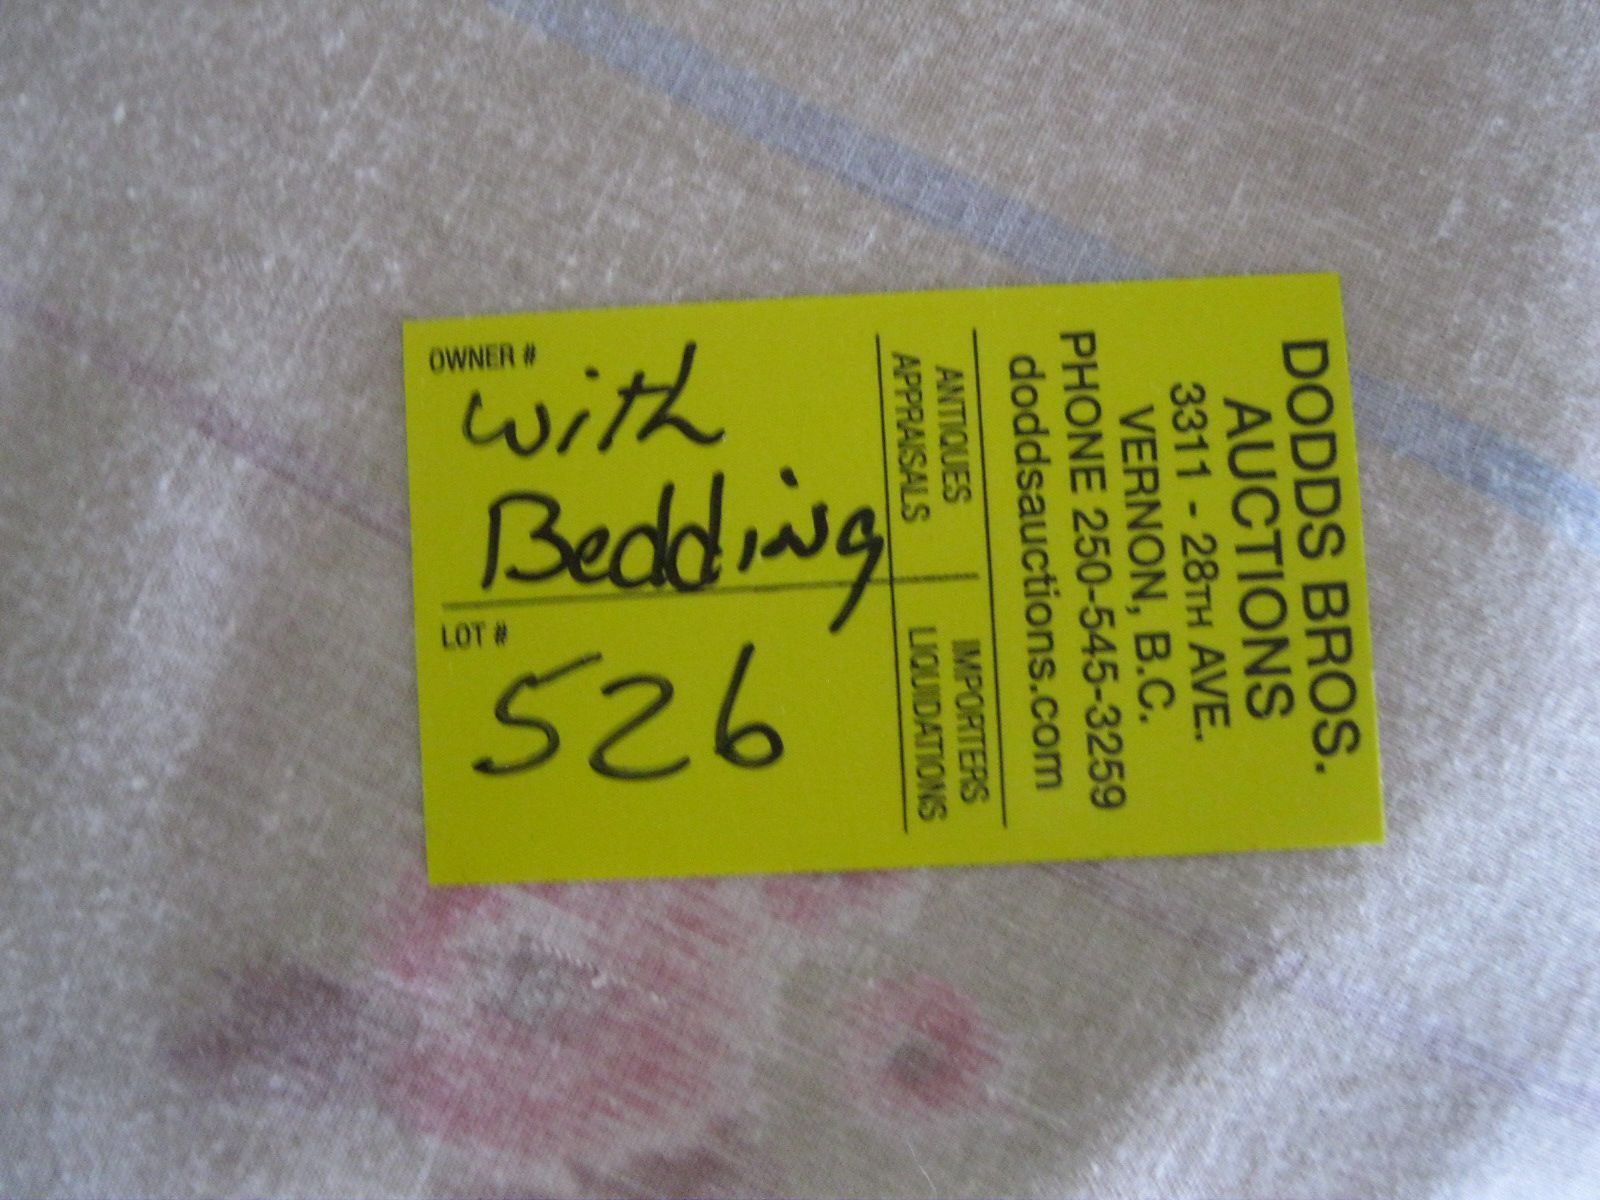 DODDS BROS.
AUCTIONS
3311 - 28TH AVE.
VERNON, B.C.
PHONE 250-545-3259
doddsauctions.com
ANTIQUES
APPRAISALS
IMPORTERS
LIQUIDATIONS
OWNER #
with
Bedding
LOT #
526